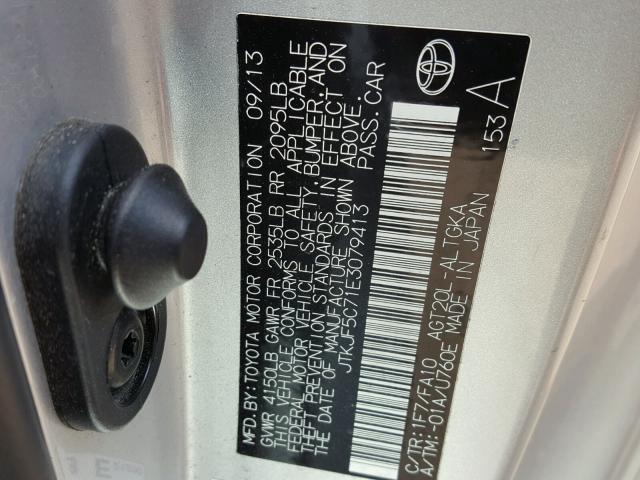 MFD.BY:TOYOTA MOTOR CORPORATION 09/13
GVWR 4150LB GAWR FR 2535LB RR 2095LB
THIS VEHICLE CONFORMS TO ALL APPLICABLE
FEDERAL MOTOR VEHICLE SAFETY,BUMPER,AND
THEFT PREVENTION STANDARDS IN EFFECT ON
THE DATE OF MANUFACTURE SHOWN ABOVE.
JTKJF5C71E3079413 PASS.CAR
C/TR:1F7/FA10 AGT20L-ALTGKA
A/TM:-01A/U760E MADE IN JAPAN
153 A
E